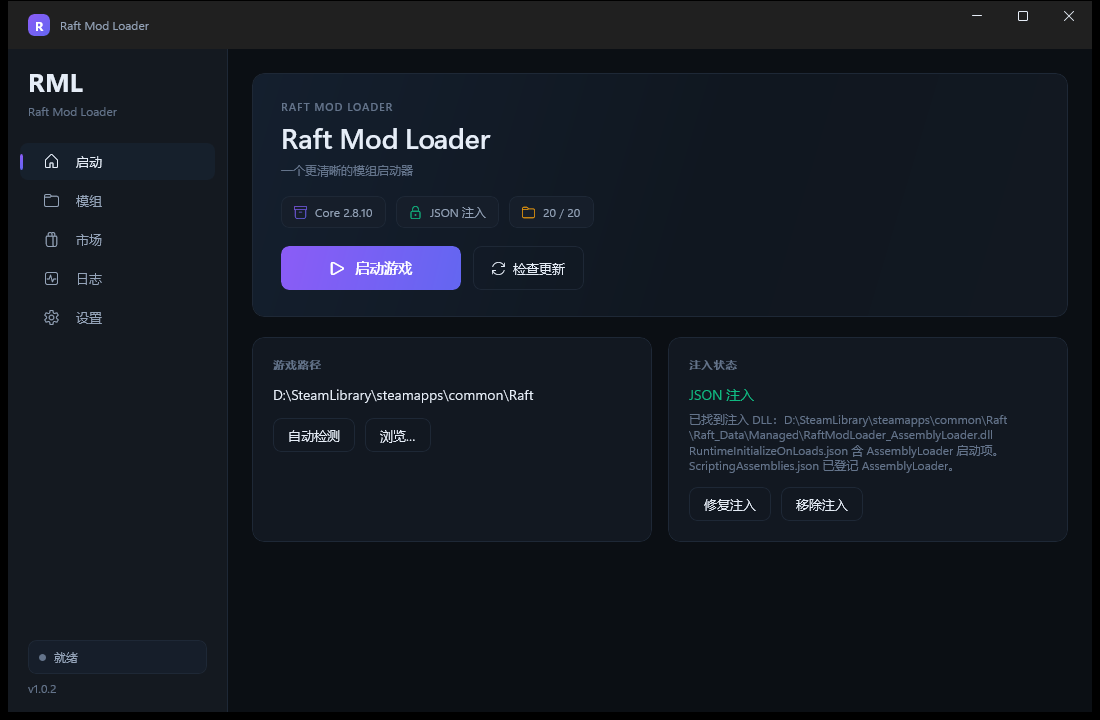 R Raft Mod Loader
RML
Raft Mod Loader
启动
模组
市场
日志
设置
就绪
v1.0.2
RAFT MOD LOADER
Raft Mod Loader
一个更清晰的模组启动器
Core 2.8.10
JSON 注入
20 / 20
启动游戏
检查更新
游戏路径
D:\SteamLibrary\steamapps\common\Raft
自动检测
浏览...
注入状态
JSON 注入
已找到注入 DLL：D:\SteamLibrary\steamapps\common\Raft
\Raft_Data\Managed\RaftModLoader_AssemblyLoader.dll
RuntimeInitializeOnLoads.json 含 AssemblyLoader 启动项。
ScriptingAssemblies.json 已登记 AssemblyLoader。
修复注入
移除注入